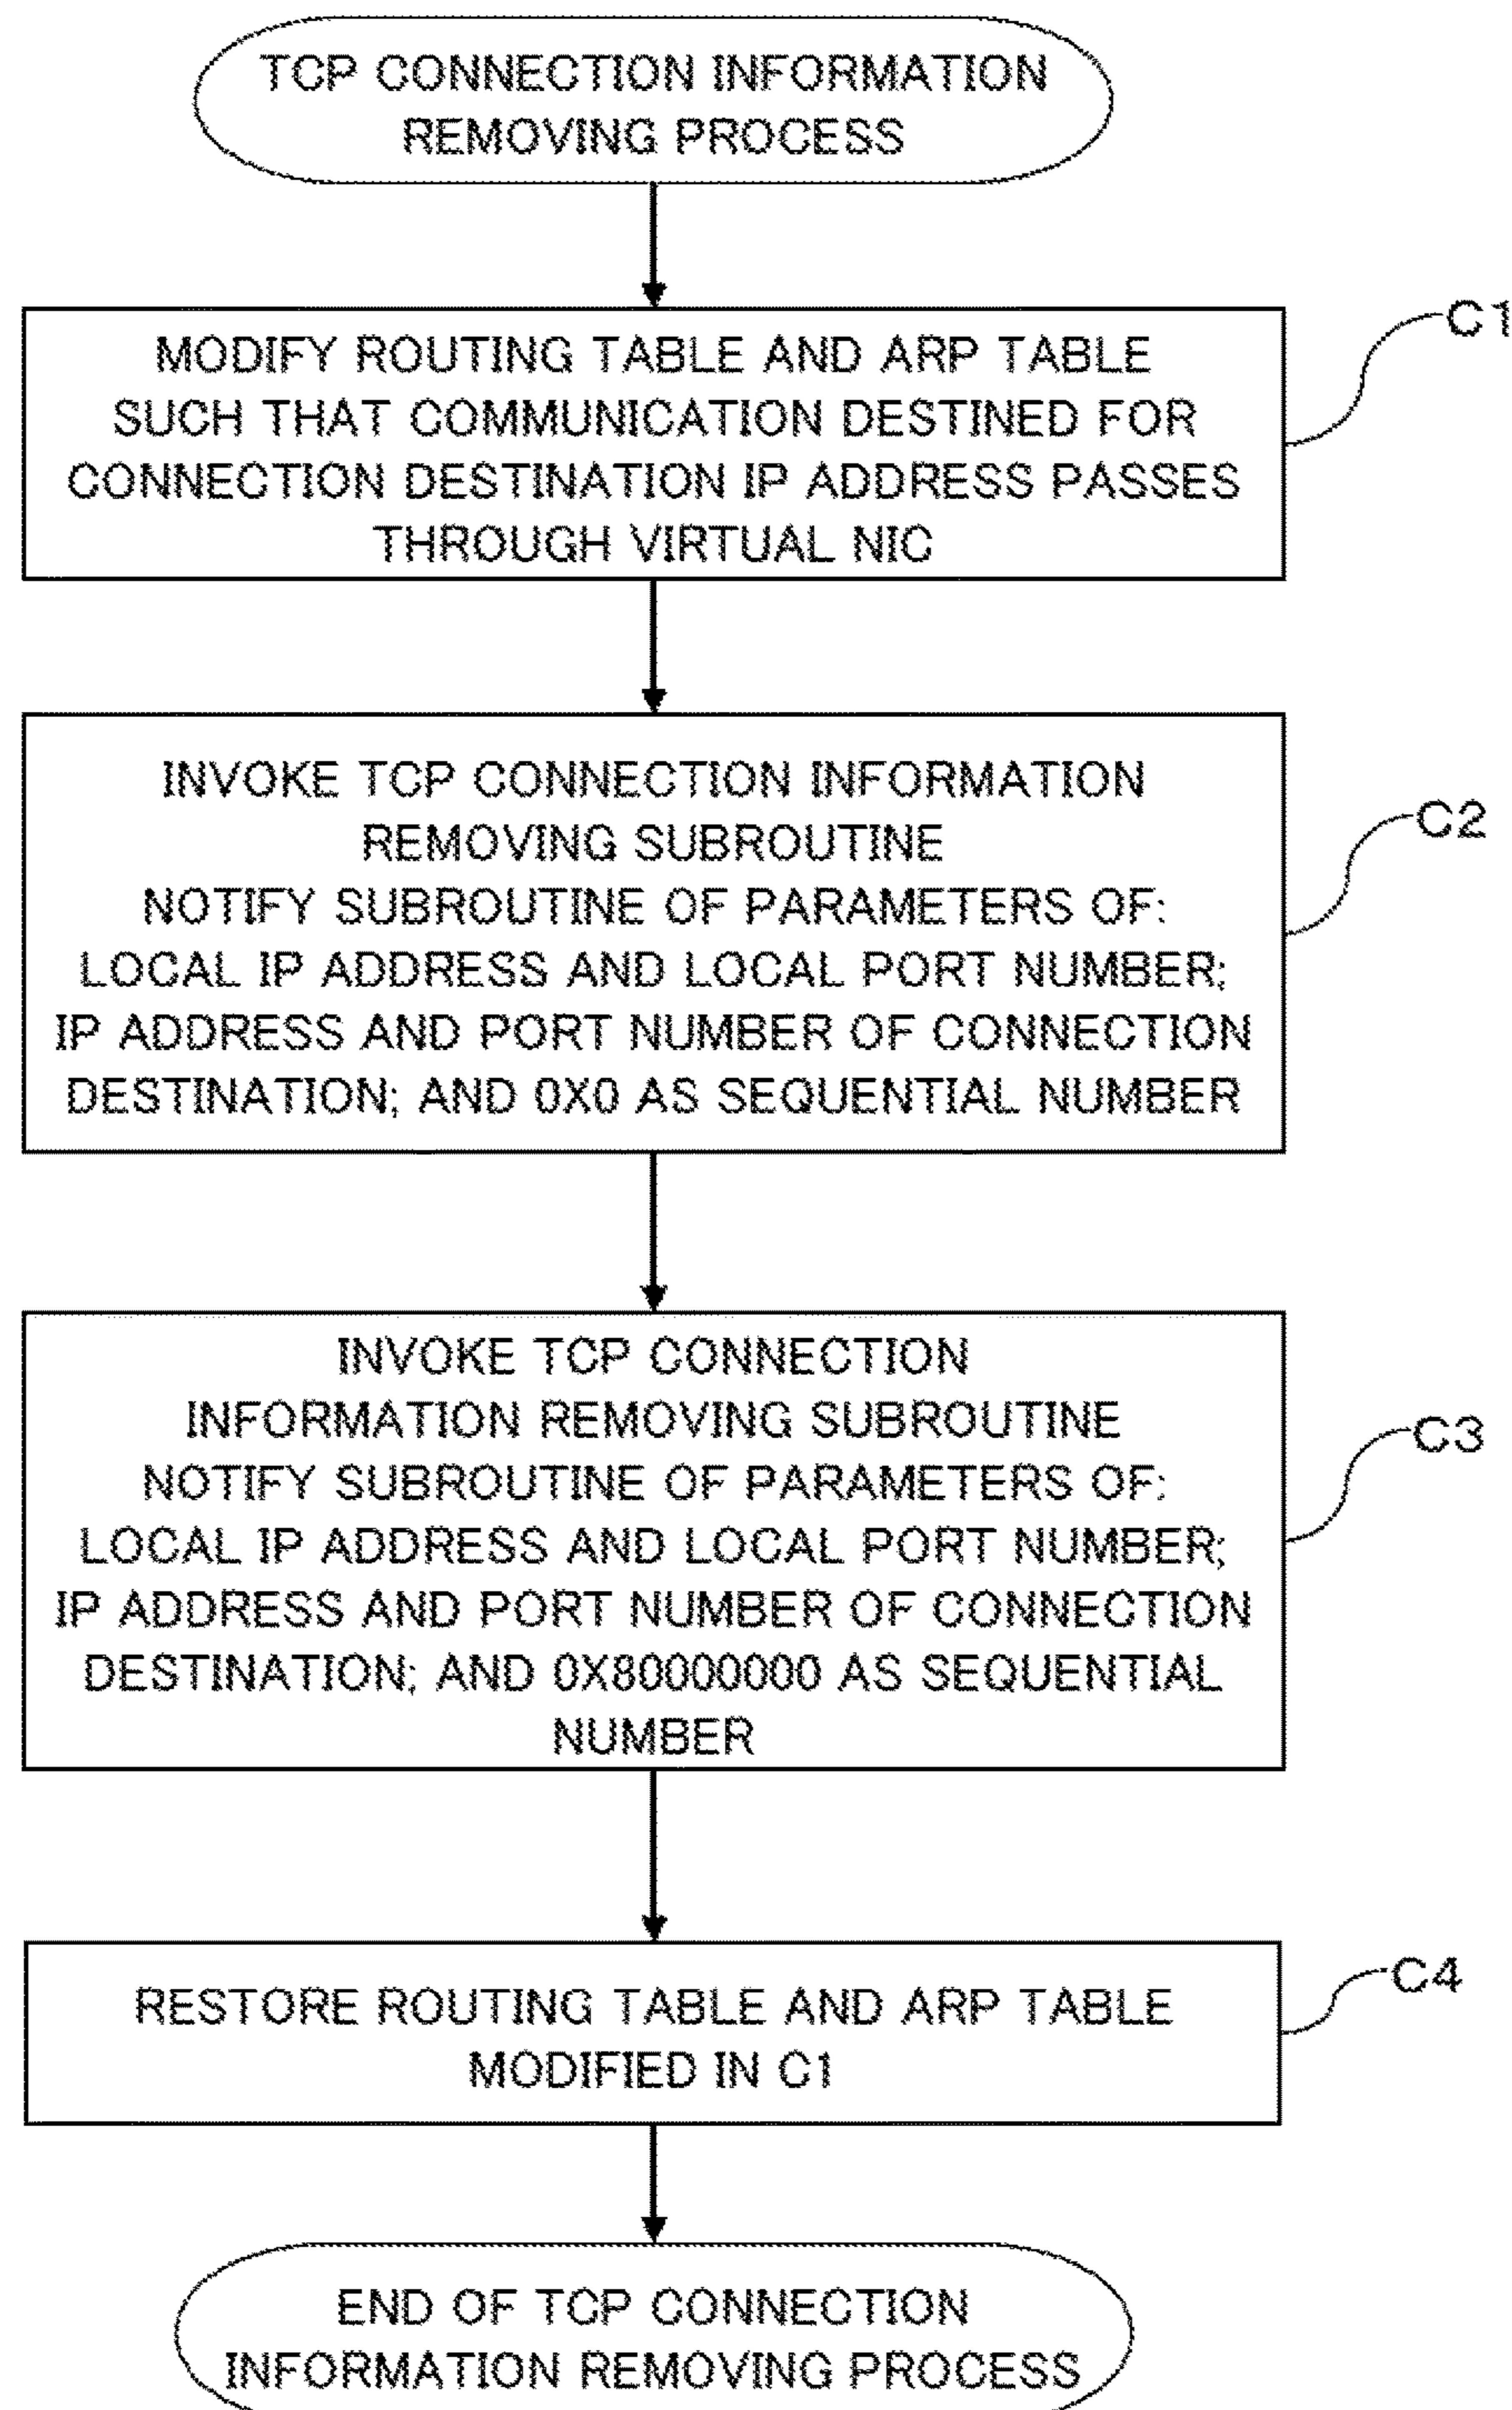 TCP CONNECTION INFORMATION
REMOVING PROCESS
C1
MODIFY ROUTING TABLE AND ARP TABLE
SUCH THAT COMMUNICATION DESTINED FOR
CONNECTION DESTINATION IP ADDRESS PASSES
THROUGH VIRTUAL NIC
C2
INVOKE TCP CONNECTION INFORMATION
REMOVING SUBROUTINE
NOTIFY SUBROUTINE OF PARAMETERS OF:
LOCAL IP ADDRESS AND LOCAL PORT NUMBER;
IP ADDRESS AND PORT NUMBER OF CONNECTION
DESTINATION; AND 0X0 AS SEQUENTIAL NUMBER
C3
INVOKE TCP CONNECTION
INFORMATION REMOVING SUBROUTINE
NOTIFY SUBROUTINE OF PARAMETERS OF:
LOCAL IP ADDRESS AND LOCAL PORT NUMBER;
IP ADDRESS AND PORT NUMBER OF CONNECTION
DESTINATION; AND 0X80000000 AS SEQUENTIAL
NUMBER
C4
RESTORE ROUTING TABLE AND ARP TABLE
MODIFIED IN C1
END OF TCP CONNECTION
INFORMATION REMOVING PROCESS